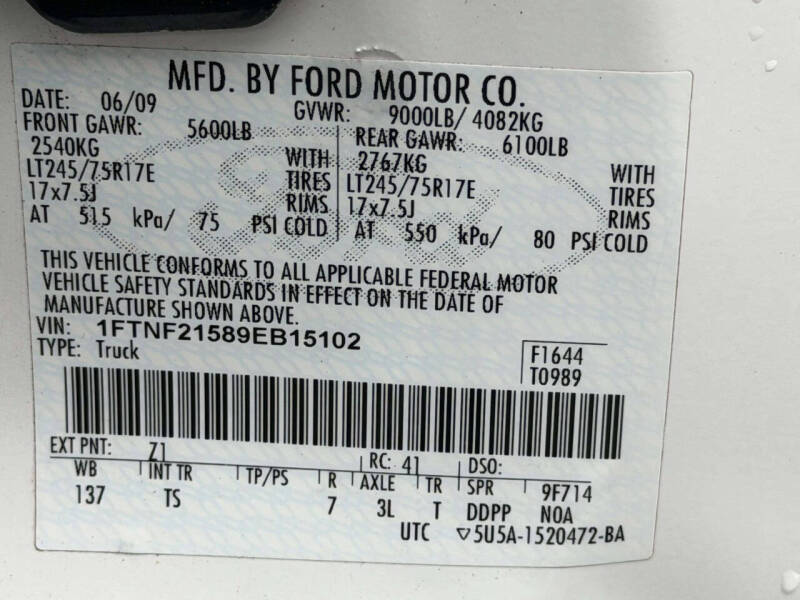 MFD. BY FORD MOTOR CO.
DATE: 06/09 GVWR: 9000LB/ 4082KG
FRONT GAWR: 5600LB REAR GAWR: 6100LB
2540KG WITH 2767KG WITH
LT245/75R17E TIRES LT245/75R17E TIRES
17x7.5J RIMS 17x7.5J RIMS
AT 515 kPa/ 75 PSI COLD AT 550 kPa/ 80 PSI COLD
THIS VEHICLE CONFORMS TO ALL APPLICABLE FEDERAL MOTOR
VEHICLE SAFETY STANDARDS IN EFFECT ON THE DATE OF
MANUFACTURE SHOWN ABOVE.
VIN: 1FTNF21589EB15102
TYPE: Truck F1644
T0989
EXT PNT: Z1 RC: 41 DSO:
WB INT TR TP/PS R AXLE TR SPR 9F714
137 TS 7 3L T DDPP N0A
UTC ▽5U5A-1520472-BA